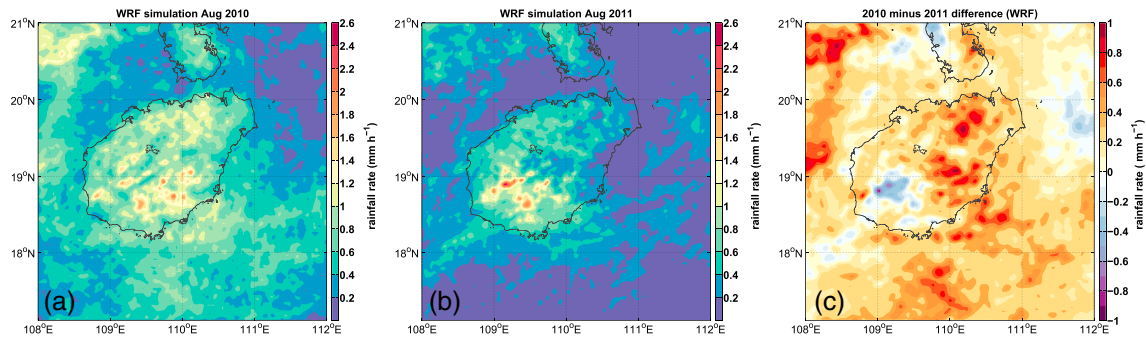 WRF simulation Aug 2010
21°N
20°N
19°N
18°N
108°E
109°E
110°E
111°E
112°E
(a)
2.6
2.4
2.2
2
1.8
1.6
1.4
1.2
1
0.8
0.6
0.4
0.2
rainfall rate (mm h⁻¹)
WRF simulation Aug 2011
21°N
20°N
19°N
18°N
108°E
109°E
110°E
111°E
112°E
(b)
2.6
2.4
2.2
2
1.8
1.6
1.4
1.2
1
0.8
0.6
0.4
0.2
rainfall rate (mm h⁻¹)
2010 minus 2011 difference (WRF)
21°N
20°N
19°N
18°N
108°E
109°E
110°E
111°E
112°E
(c)
1
0.8
0.6
0.4
0.2
0
−0.2
−0.4
−0.6
−0.8
−1
rainfall rate (mm h⁻¹)